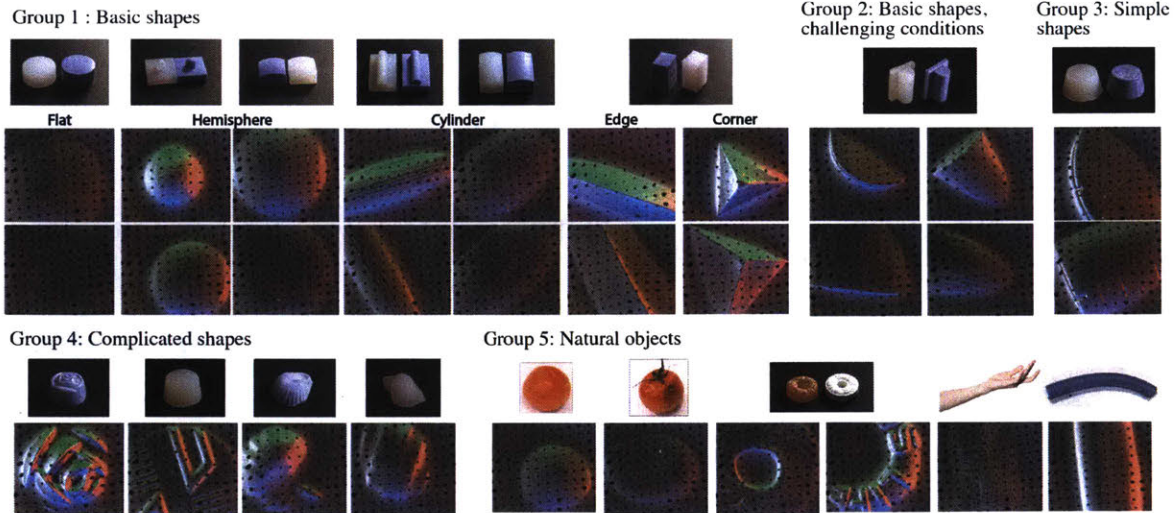 Group 1 : Basic shapes
Group 2: Basic shapes,
challenging conditions
Group 3: Simple
shapes
Flat
Hemisphere
Cylinder
Edge
Corner
Group 4: Complicated shapes
Group 5: Natural objects